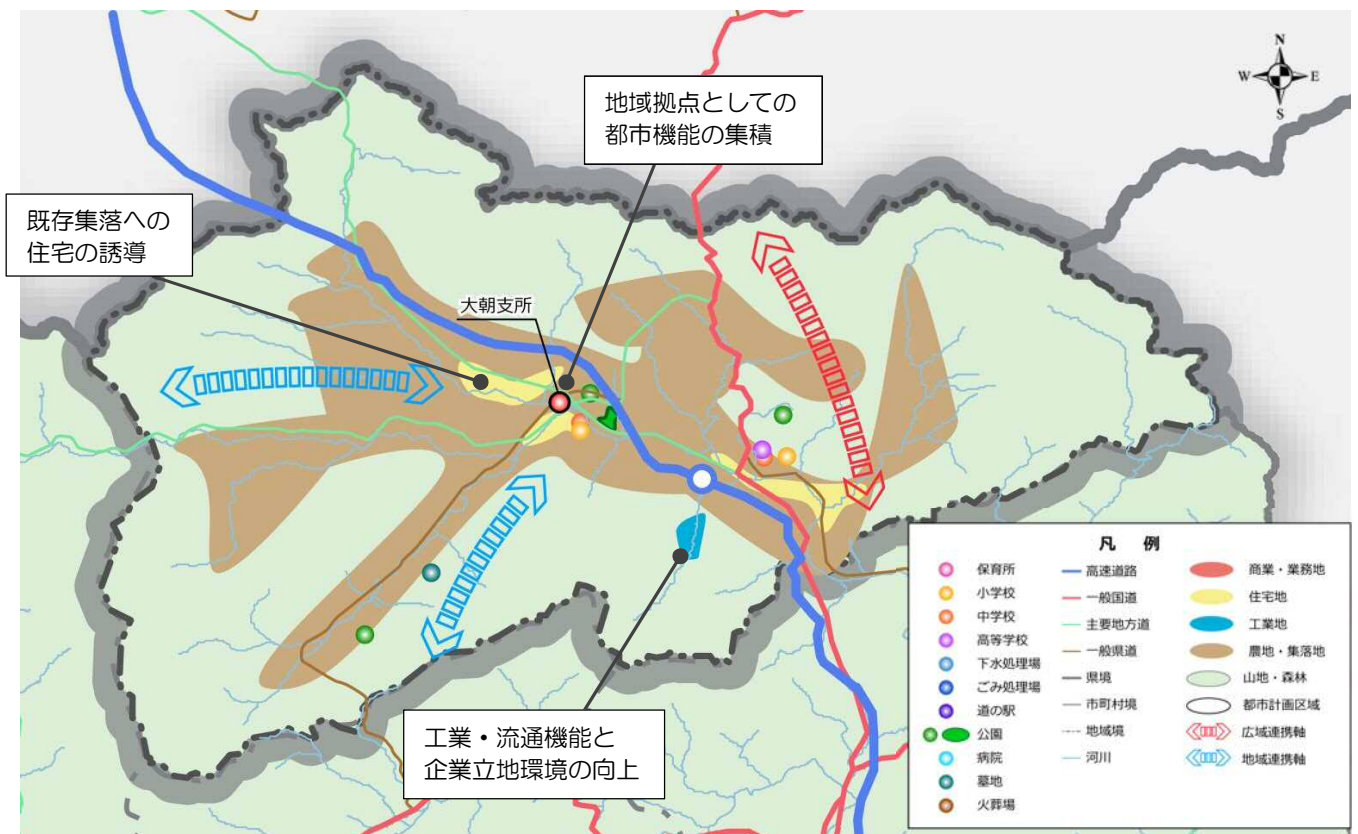 N
W
E
S
地域拠点としての
都市機能の集積
既存集落への
住宅の誘導
大朝支所
工業・流通機能と
企業立地環境の向上
凡 例
保育所
小学校
中学校
高等学校
下水処理場
ごみ処理場
道の駅
公園
病院
墓地
火葬場
高速道路
一般国道
主要地方道
一般県道
県境
市町村境
地域境
河川
商業・業務地
住宅地
工業地
農地・集落地
山地・森林
都市計画区域
広域連携軸
地域連携軸